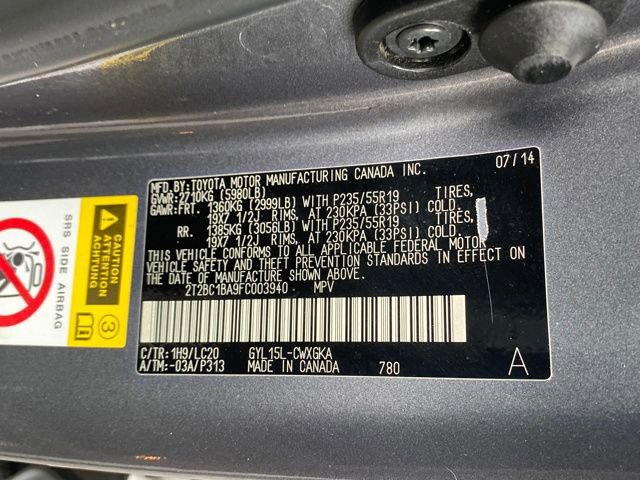 MFD.BY:TOYOTA MOTOR MANUFACTURING CANADA INC. 07/14
GVWR:2710KG (5980LB)
GAWR:FRT. 1360KG (2999LB) WITH P235/55R19 TIRES,
19X7 1/2J RIMS, AT 230KPA (33PSI) COLD.
RR. 1385KG (3056LB) WITH P235/55R19 TIRES,
19X7 1/2J RIMS, AT 230KPA (33PSI) COLD.
THIS VEHICLE CONFORMS TO ALL APPLICABLE FEDERAL MOTOR
VEHICLE SAFETY AND THEFT PREVENTION STANDARDS IN EFFECT ON
THE DATE OF MANUFACTURE SHOWN ABOVE.
2T2BC1BA9FC003940 MPV
C/TR:1H9/LC20 GYL15L-CWXGKA
A/TM:-03A/P313 MADE IN CANADA 780 A
SRS SIDE AIRBAG
CAUTION
ATTENTION
3